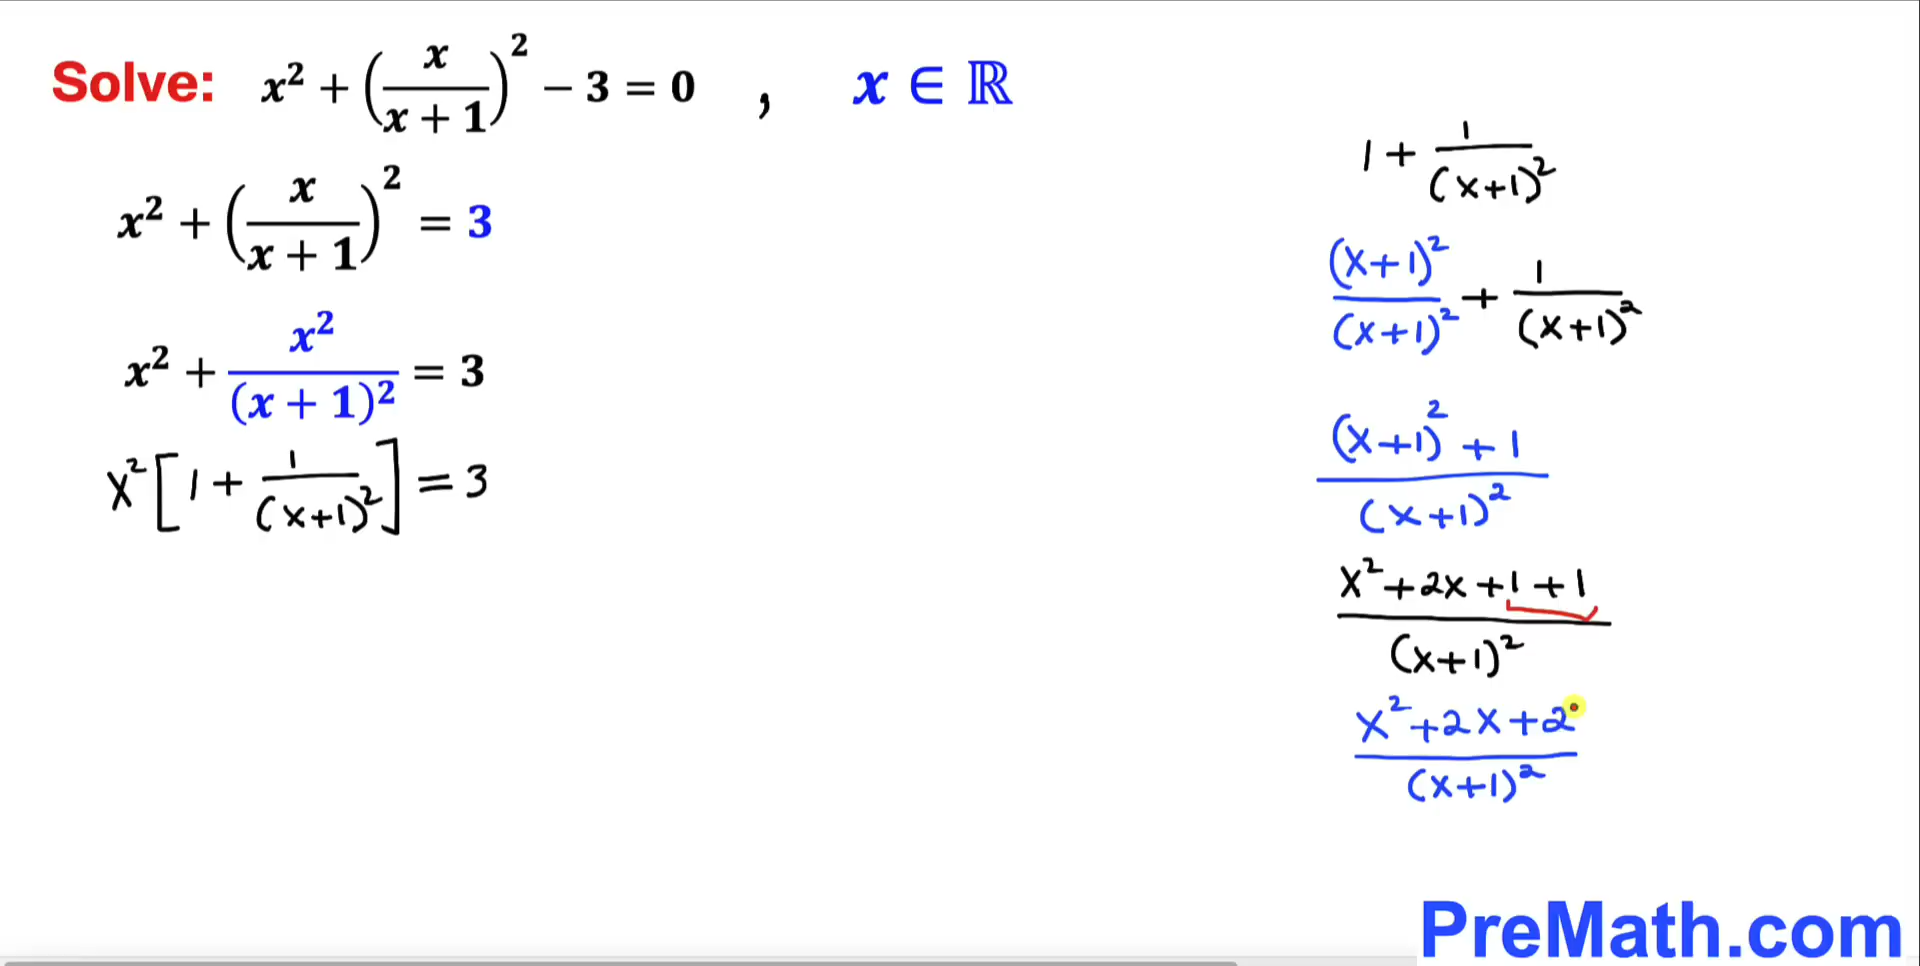 Solve: x² + (x/(x + 1))² − 3 = 0 , x ∈ ℝ
x² + (x/(x + 1))² = 3
x² + x²/(x + 1)² = 3
x²[1 + 1/(x+1)²] = 3
1 + 1/(x+1)²
(x+1)²/(x+1)² + 1/(x+1)²
((x+1)² + 1)/(x+1)²
(x² + 2x + 1 + 1)/(x+1)²
(x² + 2x + 2)/(x+1)²
PreMath.com